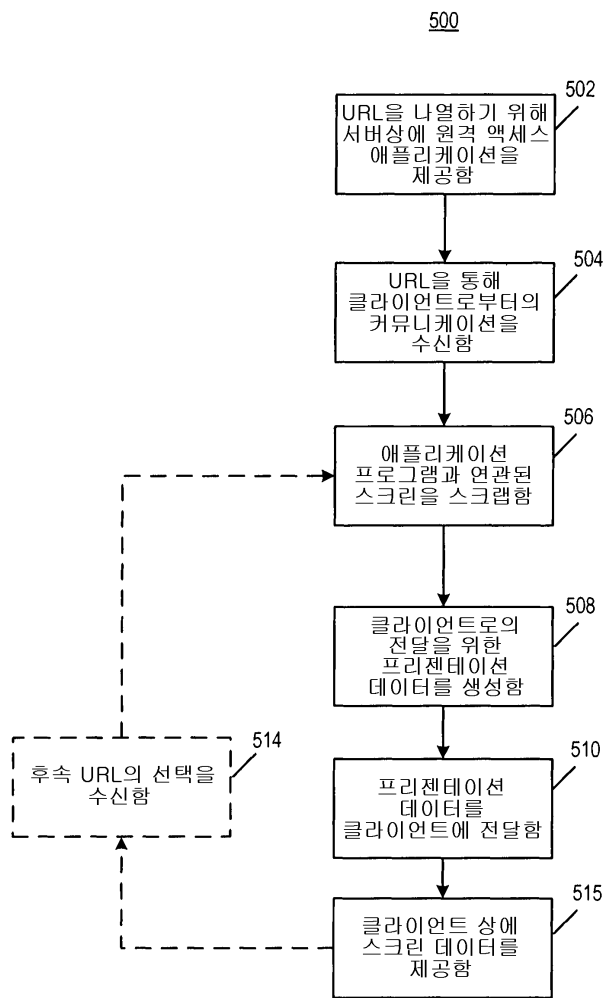 500
502
URL을 나열하기 위해
서버상에 원격 액세스
애플리케이션을
제공함
504
URL을 통해
클라이언트로부터의
커뮤니케이션을
수신함
506
애플리케이션
프로그램과 연관된
스크린을 스크랩함
508
클라이언트로의
전달을 위한
프리젠테이션
데이터를 생성함
514
후속 URL의 선택을
수신함
510
프리젠테이션
데이터를
클라이언트에 전달함
515
클라이언트 상에
스크린 데이터를
제공함